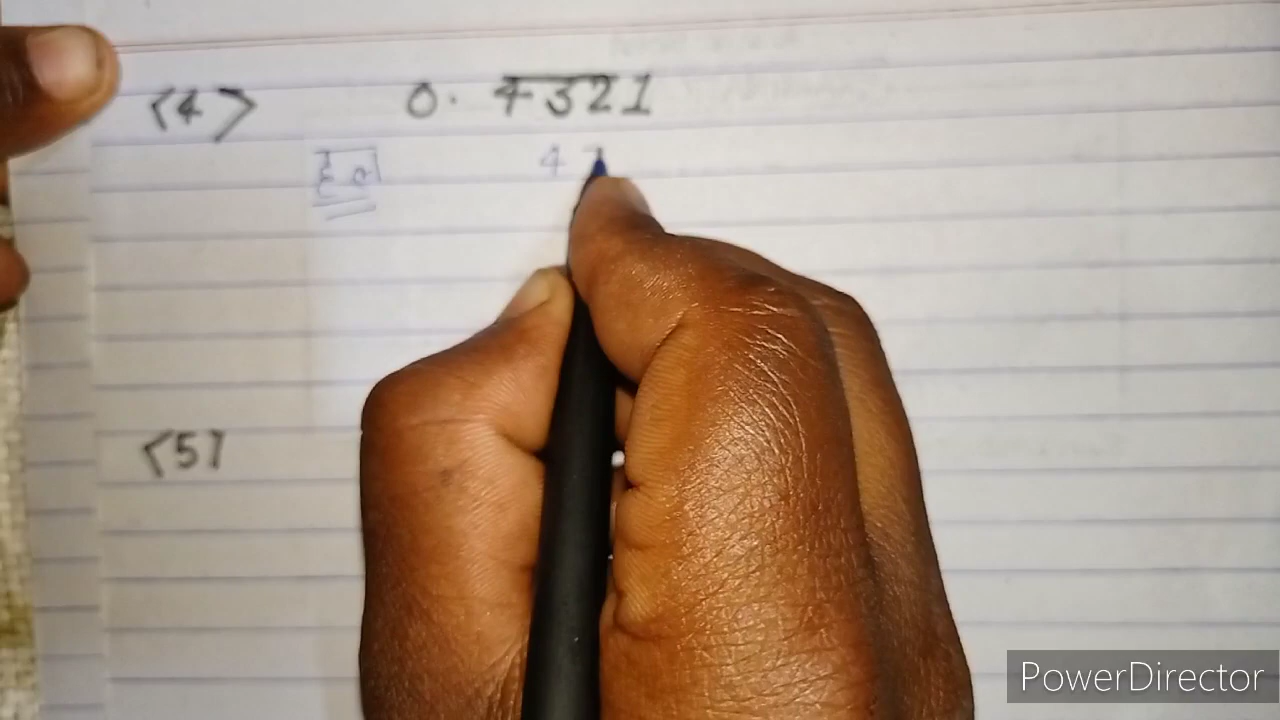 <4> 0. 4321
हल 4
<5]
PowerDirector